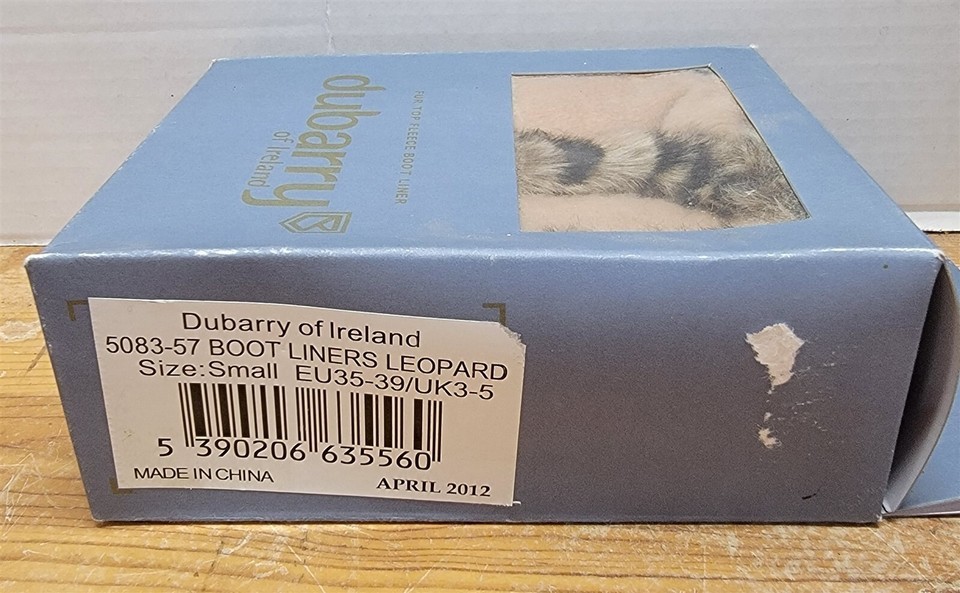 dubarry
of Ireland
FUR TOP FLEECE BOOT LINER
Dubarry of Ireland
5083-57 BOOT LINERS LEOPARD
Size:Small EU35-39/UK3-5
5 390206 635560
MADE IN CHINA
APRIL 2012